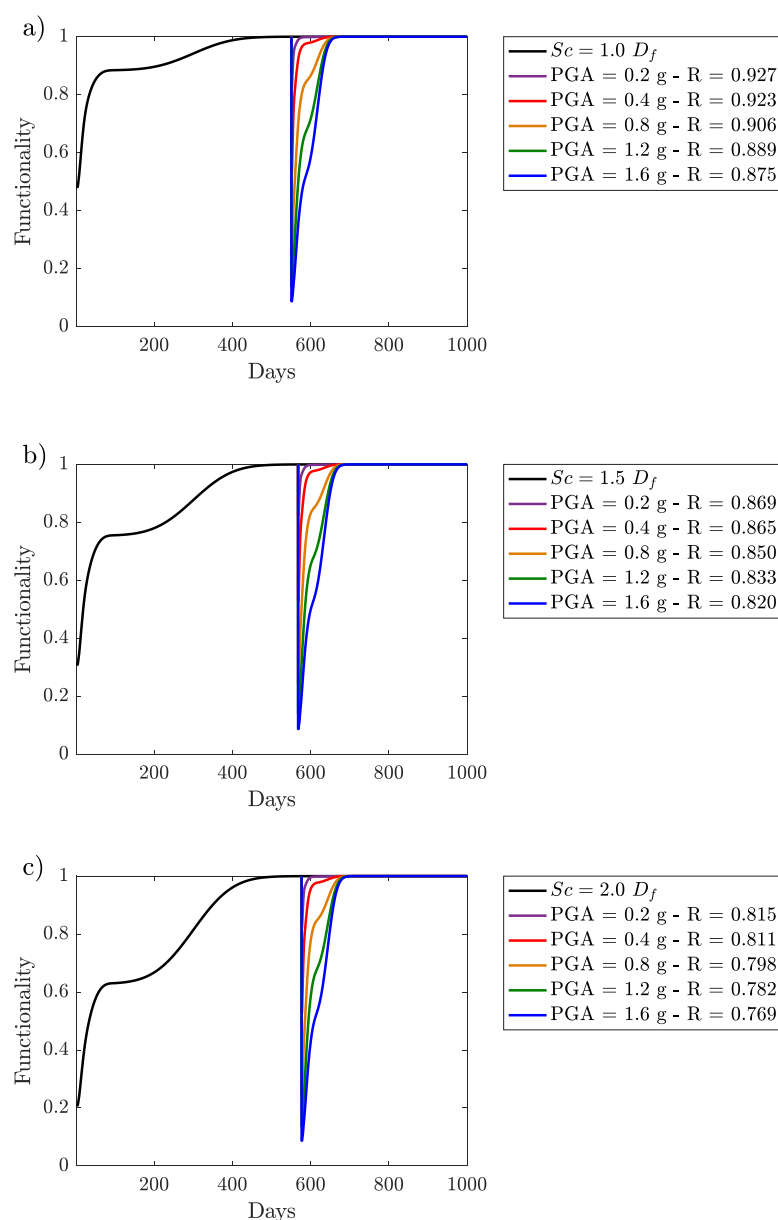 a)
1
0.8
0.6
0.4
0.2
0
Functionality
200
400
600
800
1000
Days
Sc = 1.0 D_f
PGA = 0.2 g - R = 0.927
PGA = 0.4 g - R = 0.923
PGA = 0.8 g - R = 0.906
PGA = 1.2 g - R = 0.889
PGA = 1.6 g - R = 0.875
b)
1
0.8
0.6
0.4
0.2
0
Functionality
200
400
600
800
1000
Days
Sc = 1.5 D_f
PGA = 0.2 g - R = 0.869
PGA = 0.4 g - R = 0.865
PGA = 0.8 g - R = 0.850
PGA = 1.2 g - R = 0.833
PGA = 1.6 g - R = 0.820
c)
1
0.8
0.6
0.4
0.2
0
Functionality
200
400
600
800
1000
Days
Sc = 2.0 D_f
PGA = 0.2 g - R = 0.815
PGA = 0.4 g - R = 0.811
PGA = 0.8 g - R = 0.798
PGA = 1.2 g - R = 0.782
PGA = 1.6 g - R = 0.769